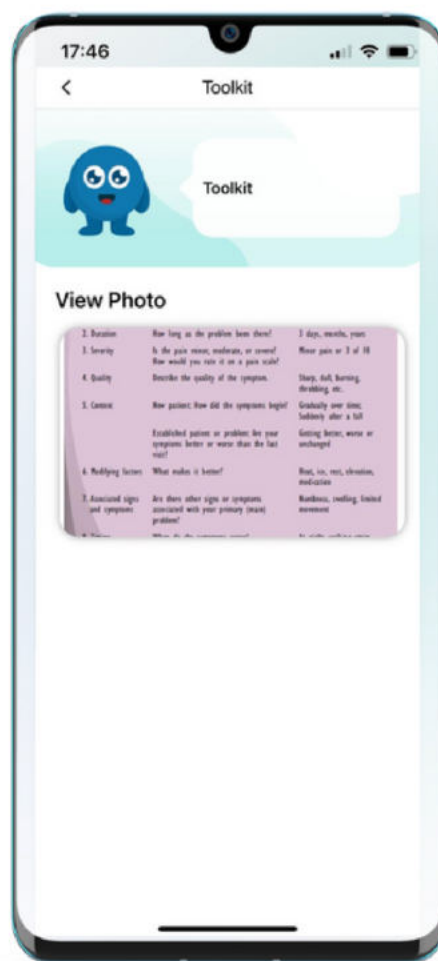 17:46
Toolkit
Toolkit
View Photo
2. Duration How long as the problem been there? 3 days, months, years
3. Severity Is the pain minor, moderate, or severe? Minor pain or 3 of 10
How would you rate it on a pain scale?
4. Quality Describe the quality of the symptom. Sharp, dull, burning,
throbbing, etc.
5. Context New patient: How did the symptoms begin? Gradually over time;
Suddenly after a fall
Established patient or problem: Are your Getting better, worse or
symptoms better or worse than the last unchanged
visit?
6. Modifying factors What makes it better? Heat, ice, rest, elevation,
medication
7. Associated signs Are there other signs or symptoms Numbness, swelling, limited
and symptoms associated with your primary (main) movement
problem?